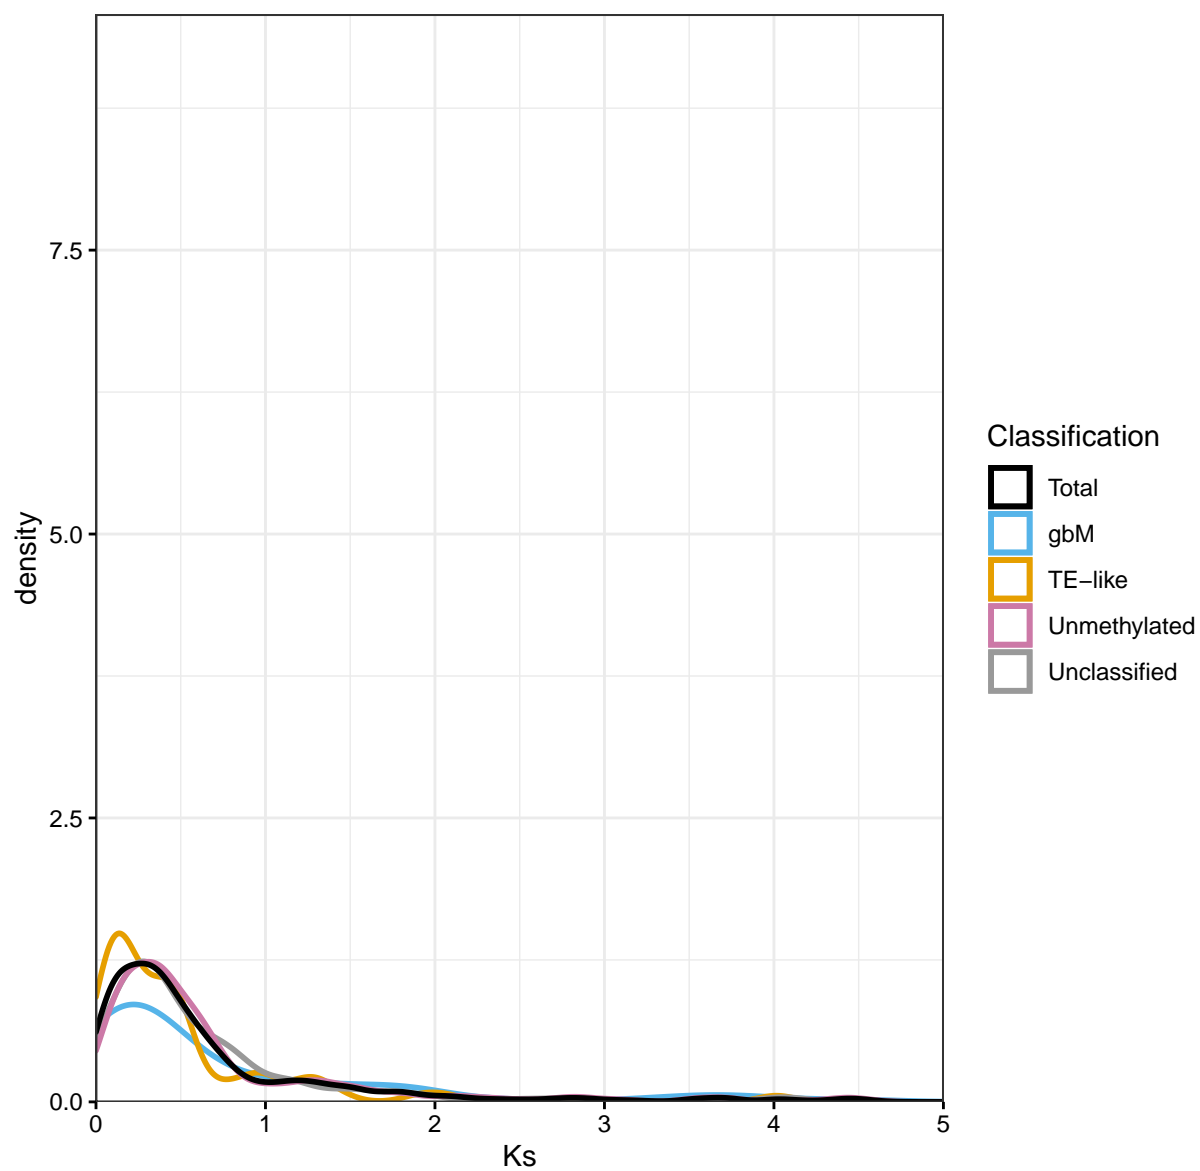 7.5
5.0
2.5
0.0
density
0 1 2 3 4 5
Ks
Classification
Total
gbM
TE−like
Unmethylated
Unclassified